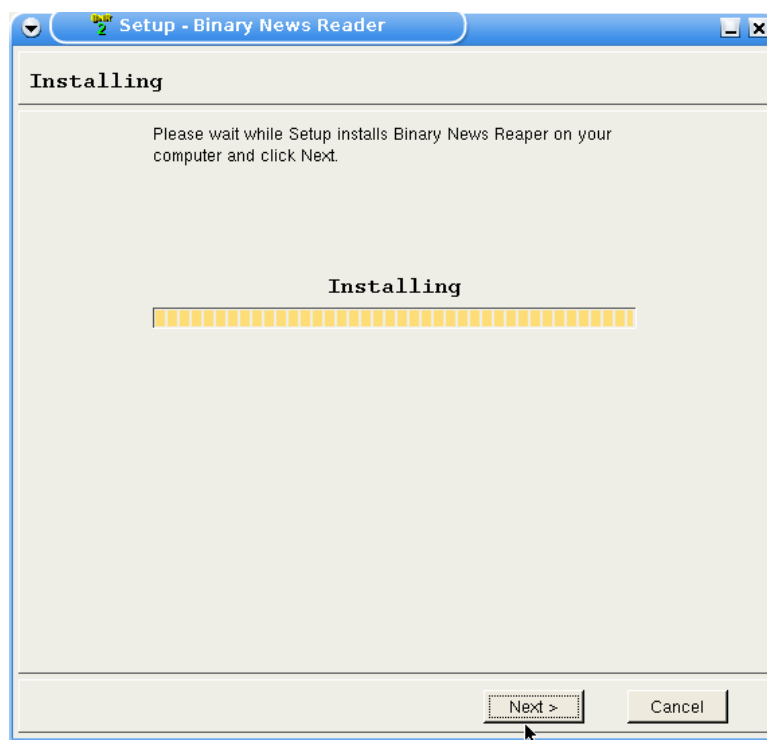 Setup - Binary News Reader
Installing
Please wait while Setup installs Binary News Reaper on your
computer and click Next.
Installing
Next >
Cancel